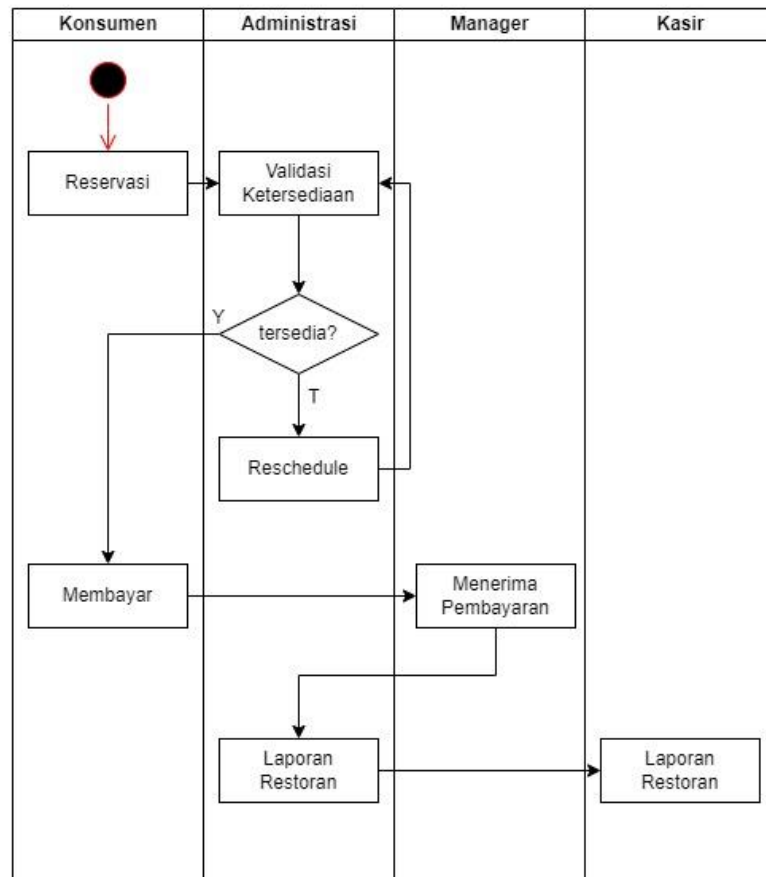 Konsumen
Administrasi
Manager
Kasir
Reservasi
Validasi
Ketersediaan
Y
tersedia?
T
Reschedule
Membayar
Menerima
Pembayaran
Laporan
Restoran
Laporan
Restoran